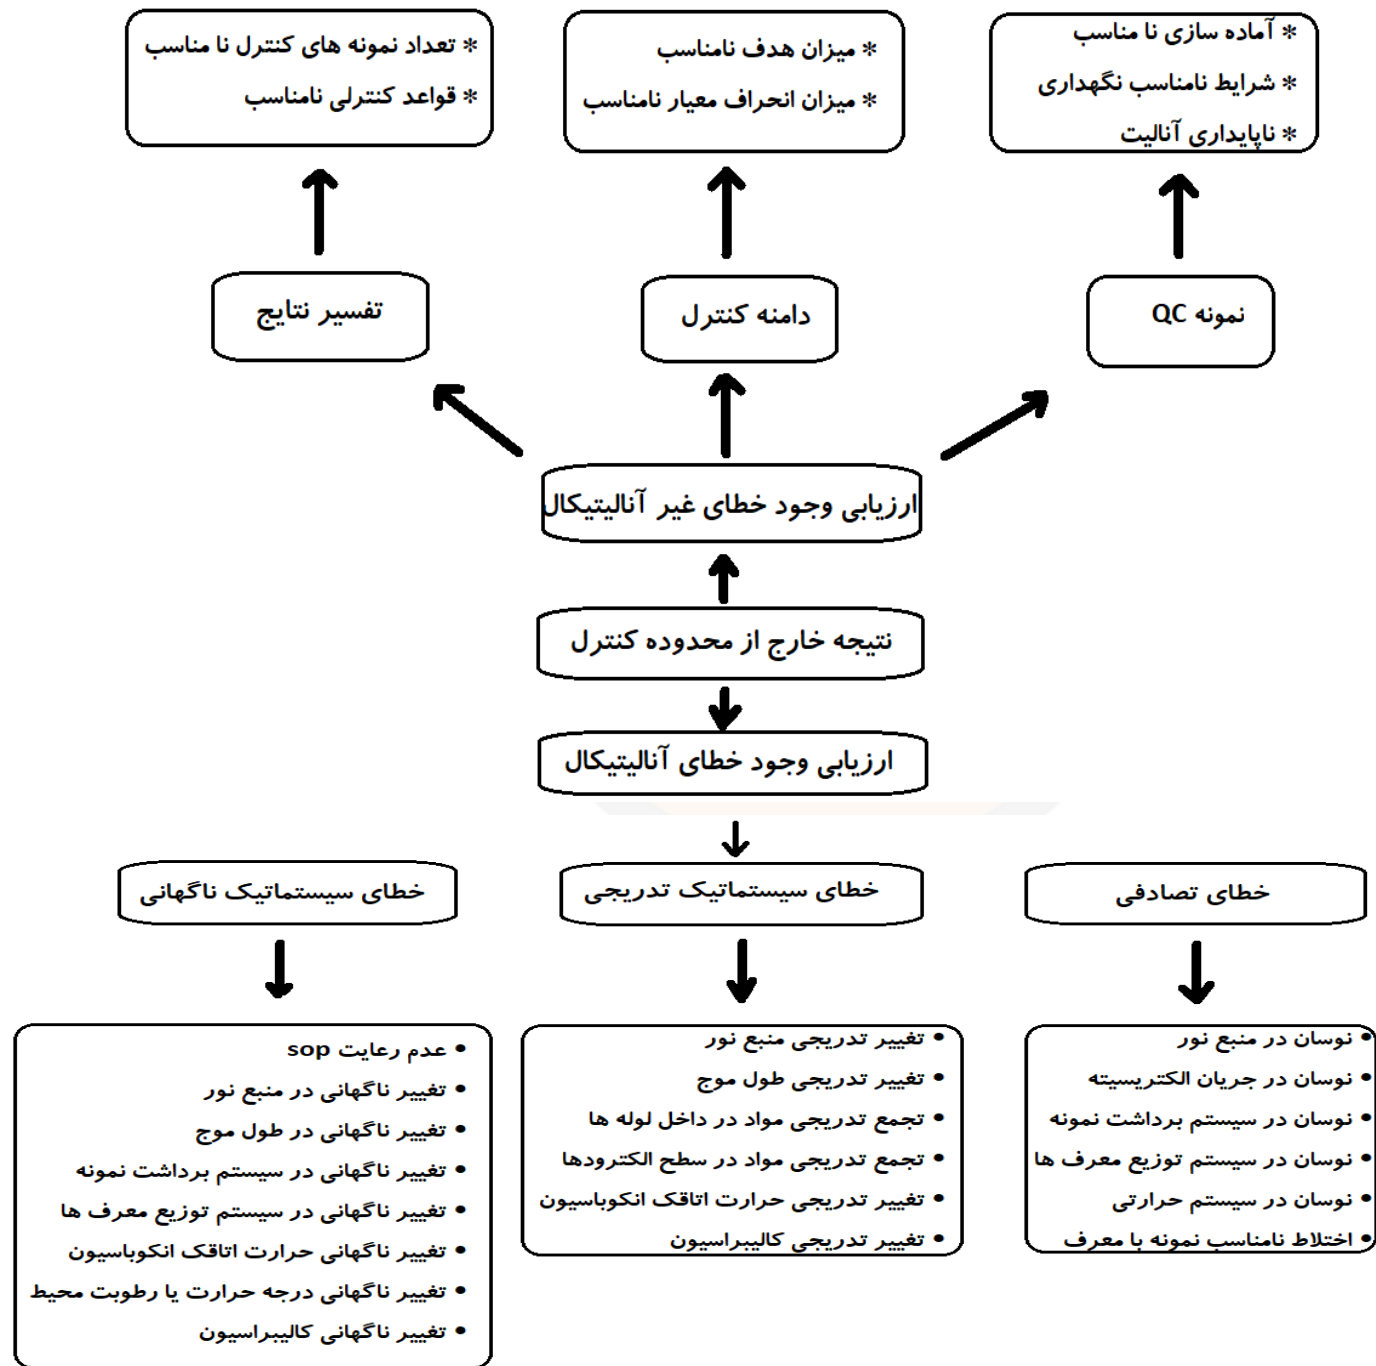 * آماده سازی نا مناسب
* شرایط نامناسب نگهداری
* ناپایداری آنالیت
* میزان هدف نامناسب
* میزان انحراف معیار نامناسب
* تعداد نمونه های کنترل نا مناسب
* قواعد کنترلی نامناسب
نمونه QC
دامنه کنترل
تفسیر نتایج
ارزیابی وجود خطای غیر آنالیتیکال
نتیجه خارج از محدوده کنترل
ارزیابی وجود خطای آنالیتیکال
خطای تصادفی
خطای سیستماتیک تدریجی
خطای سیستماتیک ناگهانی
• نوسان در منبع نور
• نوسان در جریان الکتریسیته
• نوسان در سیستم برداشت نمونه
• نوسان در سیستم توزیع معرف ها
• نوسان در سیستم حرارتی
• اختلاط نامناسب نمونه با معرف
• تغییر تدریجی منبع نور
• تغییر تدریجی طول موج
• تجمع تدریجی مواد در داخل لوله ها
• تجمع تدریجی مواد در سطح الکترودها
• تغییر تدریجی حرارت اتاقک انکوباسیون
• تغییر تدریجی کالیبراسیون
• عدم رعایت sop
• تغییر ناگهانی در منبع نور
• تغییر ناگهانی در طول موج
• تغییر ناگهانی در سیستم برداشت نمونه
• تغییر ناگهانی در سیستم توزیع معرف ها
• تغییر ناگهانی حرارت اتاقک انکوباسیون
• تغییر ناگهانی درجه حرارت یا رطوبت محیط
• تغییر ناگهانی کالیبراسیون